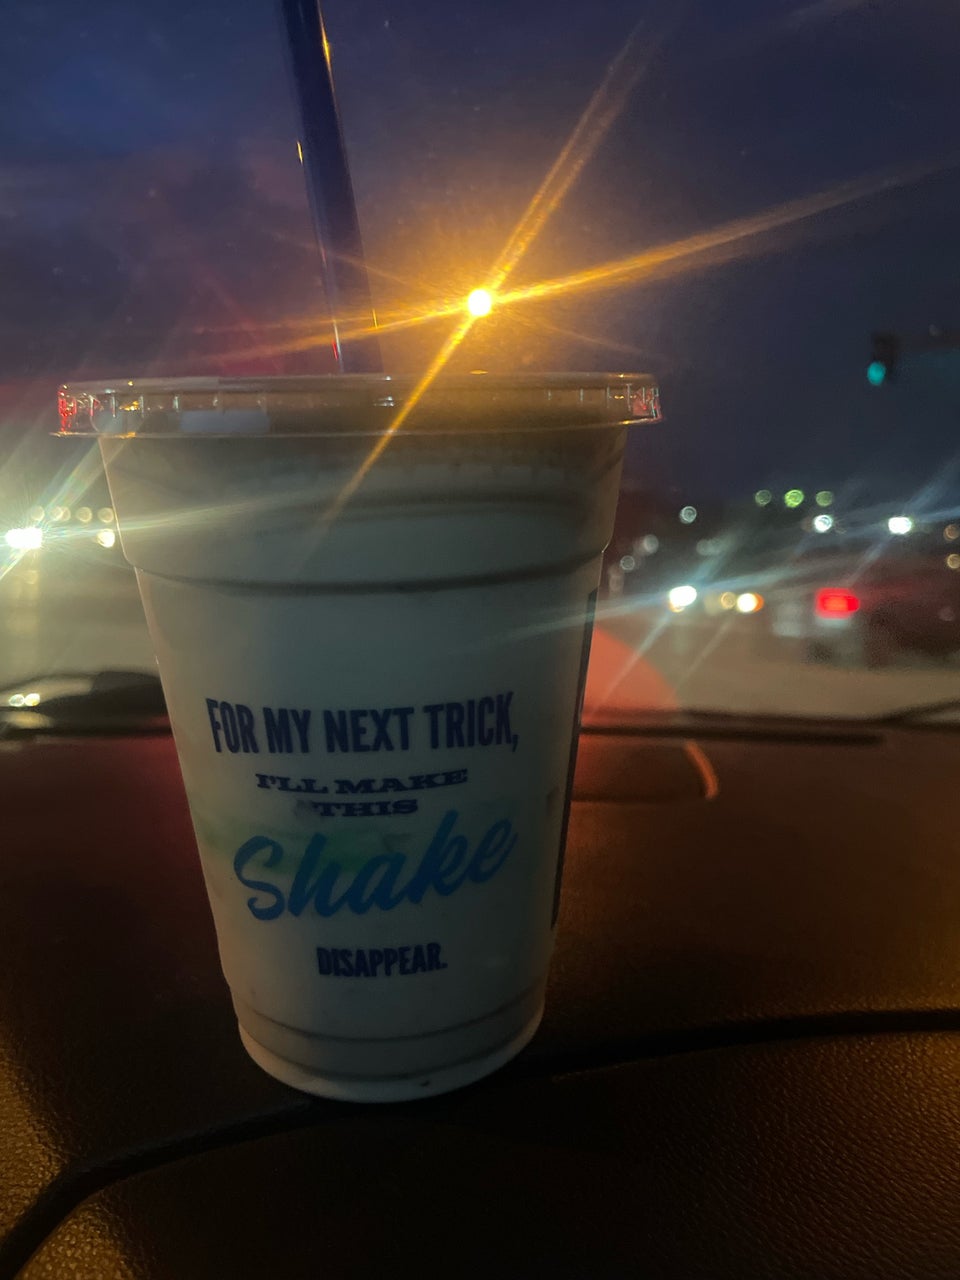 FOR MY NEXT TRICK,
I'LL MAKE
THIS
Shake
DISAPPEAR.